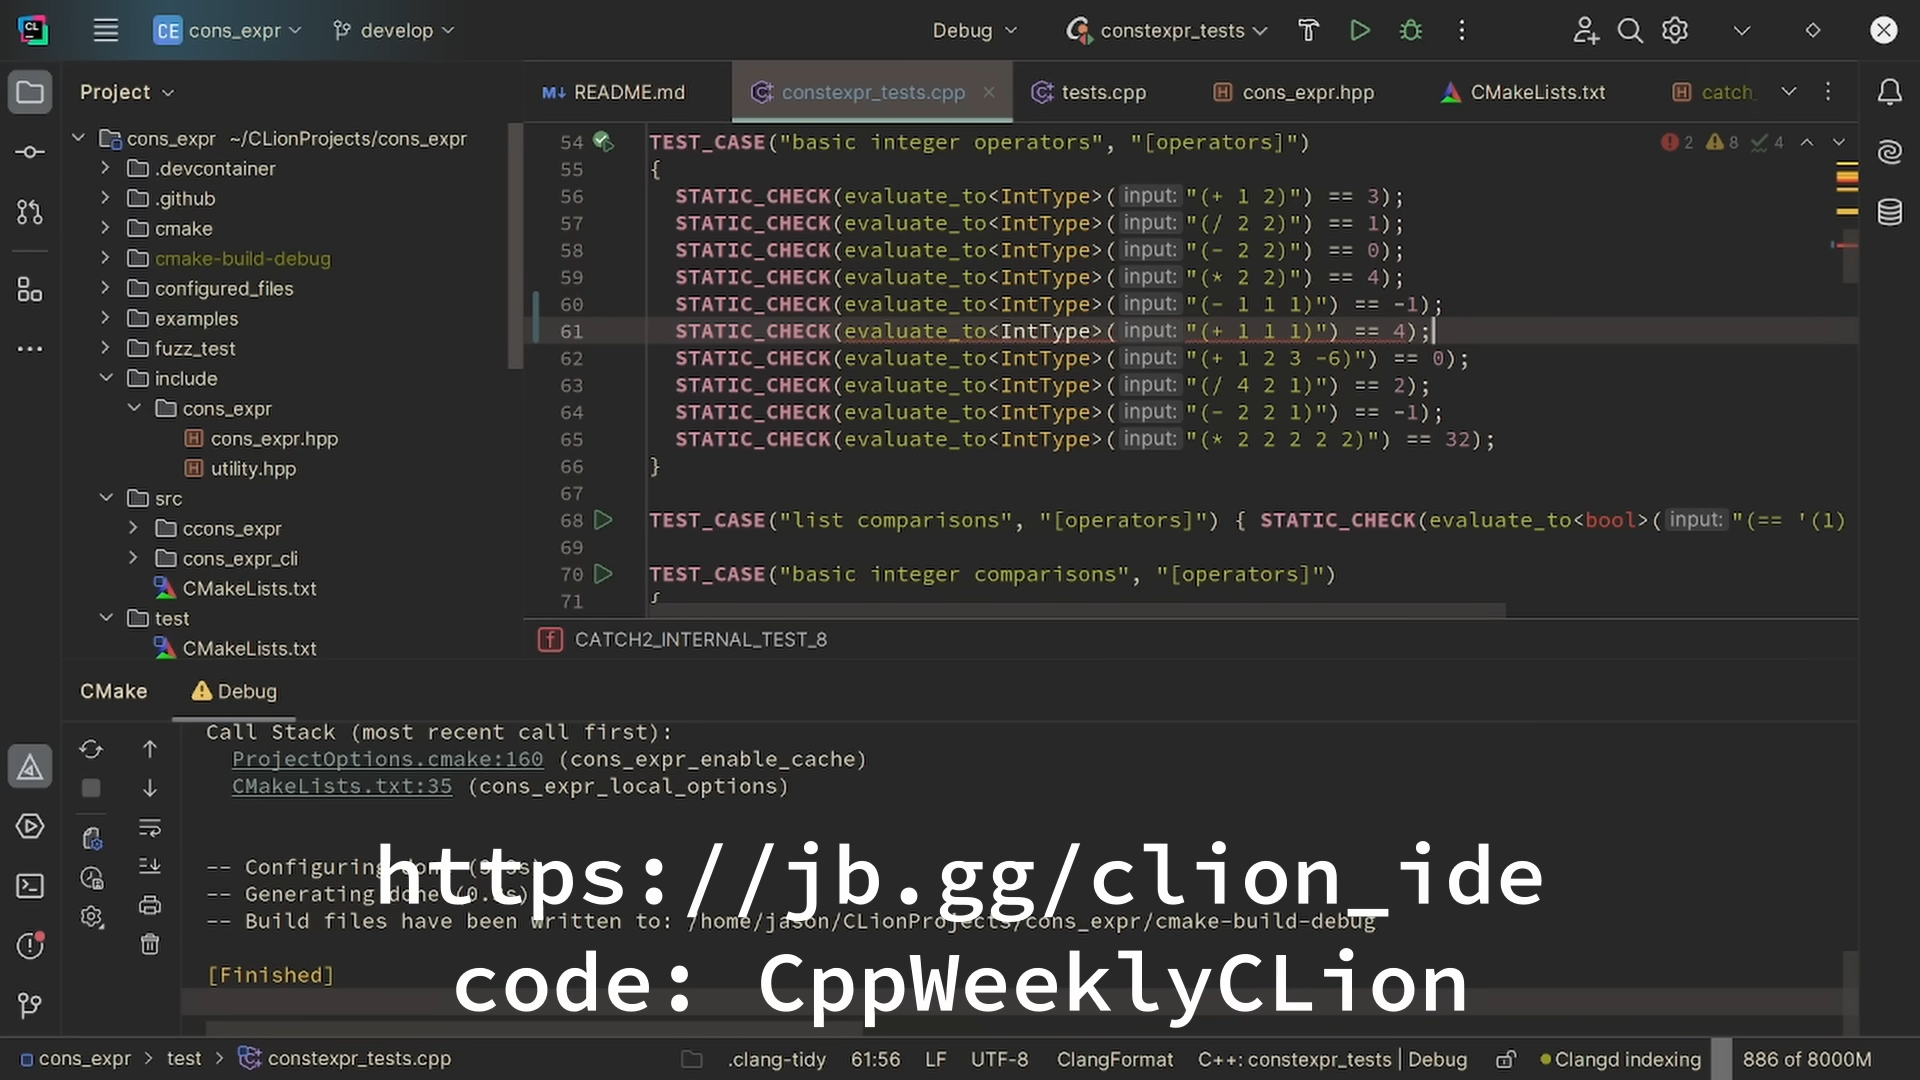 CL
CE cons_expr
develop
Debug
constexpr_tests
Project
README.md
constexpr_tests.cpp
tests.cpp
cons_expr.hpp
CMakeLists.txt
catch_
cons_expr ~/CLionProjects/cons_expr
.devcontainer
.github
cmake
cmake-build-debug
configured_files
examples
fuzz_test
include
cons_expr
cons_expr.hpp
utility.hpp
src
ccons_expr
cons_expr_cli
CMakeLists.txt
test
CMakeLists.txt
2 8 4
54 TEST_CASE("basic integer operators", "[operators]")
55 {
56 STATIC_CHECK(evaluate_to<IntType>( input: "(+ 1 2)") == 3);
57 STATIC_CHECK(evaluate_to<IntType>( input: "(/ 2 2)") == 1);
58 STATIC_CHECK(evaluate_to<IntType>( input: "(- 2 2)") == 0);
59 STATIC_CHECK(evaluate_to<IntType>( input: "(* 2 2)") == 4);
60 STATIC_CHECK(evaluate_to<IntType>( input: "(- 1 1 1)") == -1);
61 STATIC_CHECK(evaluate_to<IntType>( input: "(+ 1 1 1)") == 4);
62 STATIC_CHECK(evaluate_to<IntType>( input: "(+ 1 2 3 -6)") == 0);
63 STATIC_CHECK(evaluate_to<IntType>( input: "(/ 4 2 1)") == 2);
64 STATIC_CHECK(evaluate_to<IntType>( input: "(- 2 2 1)") == -1);
65 STATIC_CHECK(evaluate_to<IntType>( input: "(* 2 2 2 2 2)") == 32);
66 }
67
68 TEST_CASE("list comparisons", "[operators]") { STATIC_CHECK(evaluate_to<bool>( input: "(== '(1)
69
70 TEST_CASE("basic integer comparisons", "[operators]")
71 {
f CATCH2_INTERNAL_TEST_8
CMake
Debug
Call Stack (most recent call first):
ProjectOptions.cmake:160 (cons_expr_enable_cache)
CMakeLists.txt:35 (cons_expr_local_options)
-- Configuring done
-- Generating done
-- Build files have been written to: /home/jason/CLionProjects/cons_expr/cmake-build-debug
[Finished]
https://jb.gg/clion_ide
code: CppWeeklyCLion
cons_expr > test > constexpr_tests.cpp
.clang-tidy
61:56
LF
UTF-8
ClangFormat
C++: constexpr_tests | Debug
Clangd indexing
886 of 8000M